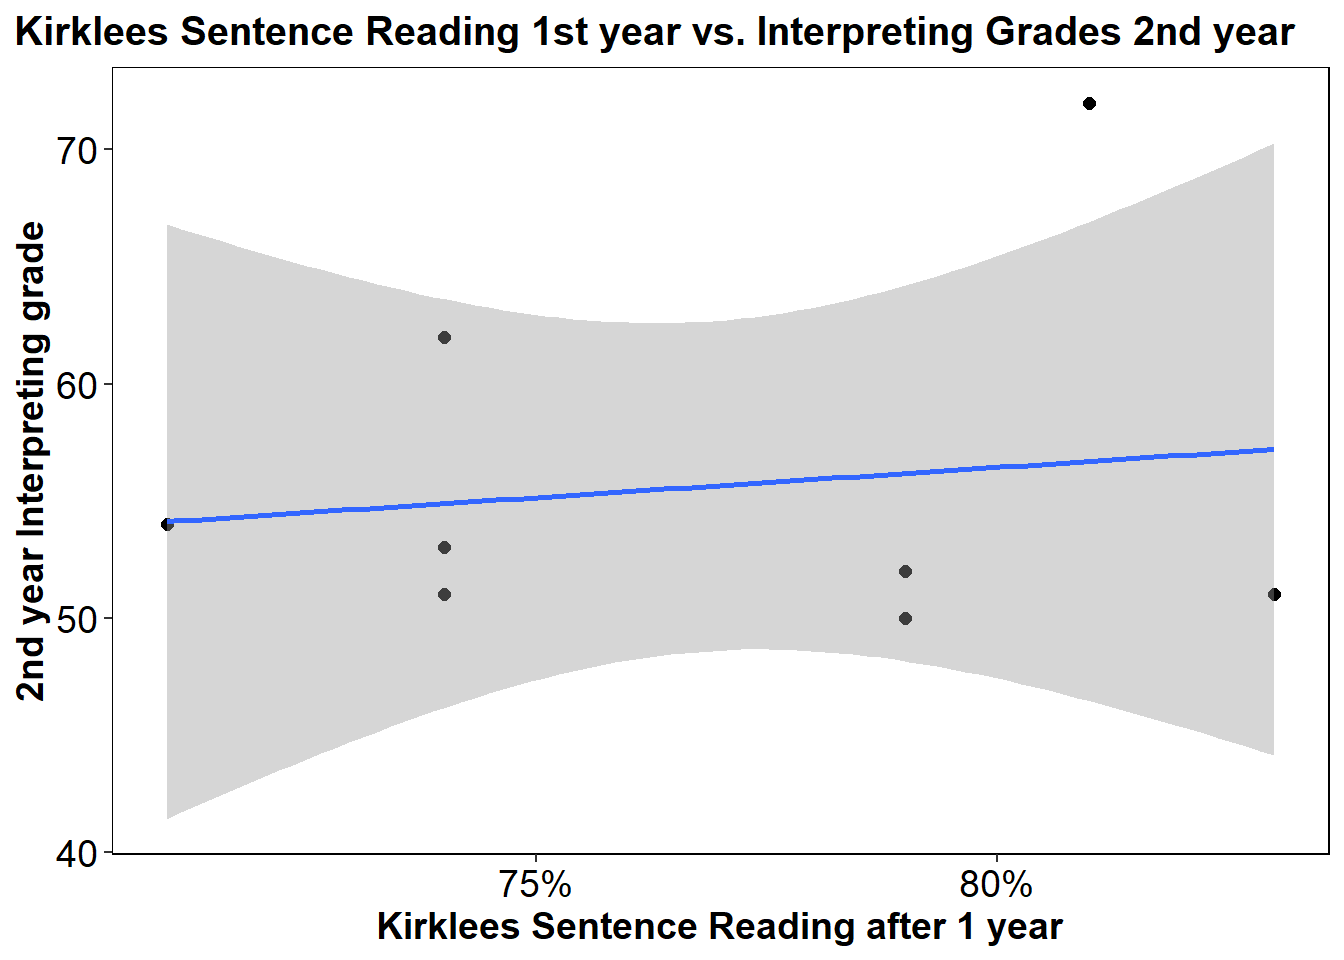 Kirklees Sentence Reading 1st year vs. Interpreting Grades 2nd year
70
60
50
40
2nd year Interpreting grade
75% 80%
Kirklees Sentence Reading after 1 year